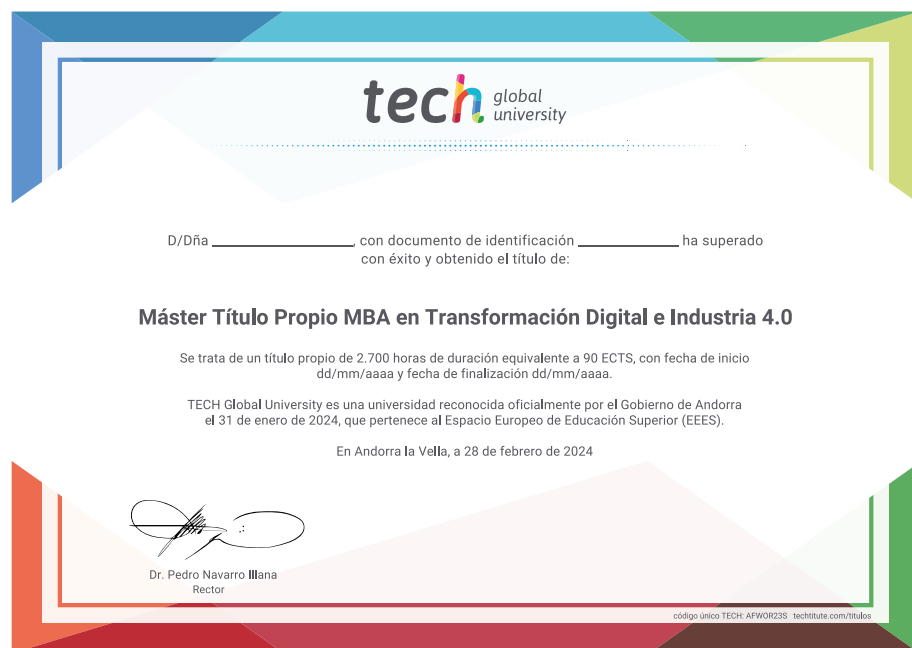 tech global university
D/Dña ____________________, con documento de identificación ______________ ha superado
con éxito y obtenido el título de:
Máster Título Propio MBA en Transformación Digital e Industria 4.0
Se trata de un título propio de 2.700 horas de duración equivalente a 90 ECTS, con fecha de inicio
dd/mm/aaaa y fecha de finalización dd/mm/aaaa.
TECH Global University es una universidad reconocida oficialmente por el Gobierno de Andorra
el 31 de enero de 2024, que pertenece al Espacio Europeo de Educación Superior (EEES).
En Andorra la Vella, a 28 de febrero de 2024
Dr. Pedro Navarro Illana
Rector
código único TECH: AFWOR23S techtitute.com/titulos